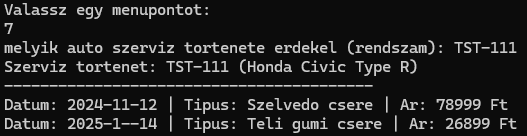 Valassz egy menupontot:
7
melyik auto szerviz tortenete erdekel (rendszam): TST-111
Szerviz tortenet: TST-111 (Honda Civic Type R)
-----------------------------------------
Datum: 2024-11-12 | Tipus: Szelvedo csere | Ar: 78999 Ft
Datum: 2025-1--14 | Tipus: Teli gumi csere | Ar: 26899 Ft